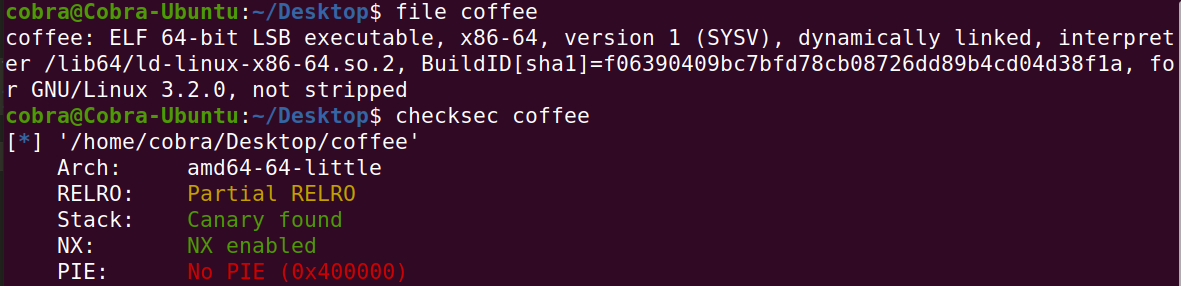 cobra@Cobra-Ubuntu:~/Desktop$ file coffee
coffee: ELF 64-bit LSB executable, x86-64, version 1 (SYSV), dynamically linked, interpret
er /lib64/ld-linux-x86-64.so.2, BuildID[sha1]=f06390409bc7bfd78cb08726dd89b4cd04d38f1a, fo
r GNU/Linux 3.2.0, not stripped
cobra@Cobra-Ubuntu:~/Desktop$ checksec coffee
[*] '/home/cobra/Desktop/coffee'
    Arch:     amd64-64-little
    RELRO:    Partial RELRO
    Stack:    Canary found
    NX:       NX enabled
    PIE:      No PIE (0x400000)